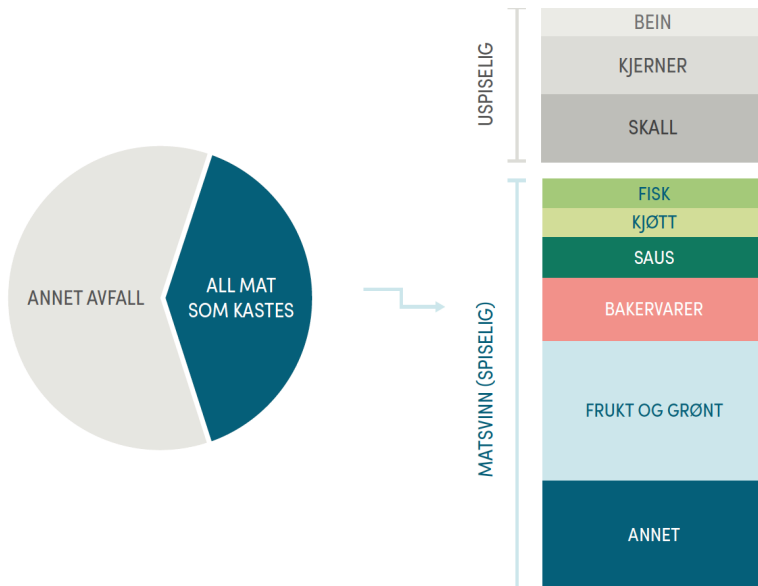 ANNET AVFALL
ALL MAT
SOM KASTES
USPISELIG
BEIN
KJERNER
SKALL
MATSVINN (SPISELIG)
FISK
KJØTT
SAUS
BAKERVARER
FRUKT OG GRØNT
ANNET